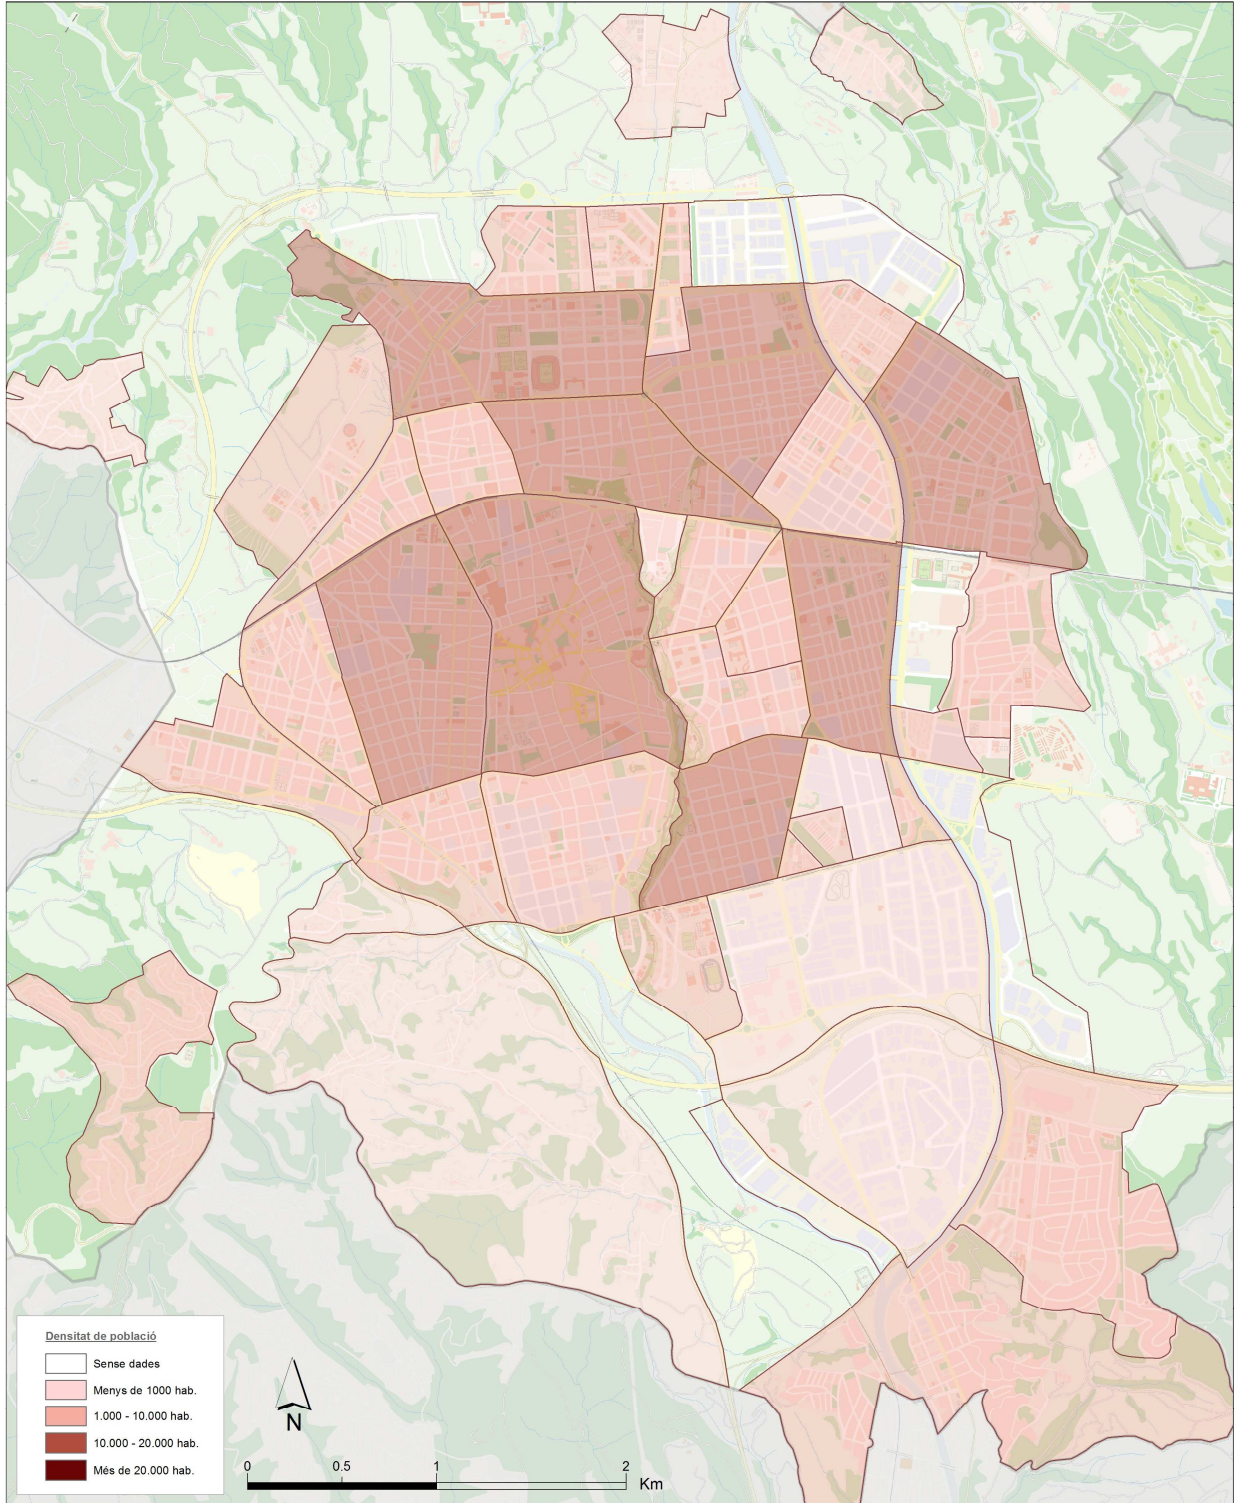 Densitat de població
Sense dades
Menys de 1000 hab.
1.000 - 10.000 hab.
10.000 - 20.000 hab.
Més de 20.000 hab.
N
0 0.5 1 2
Km